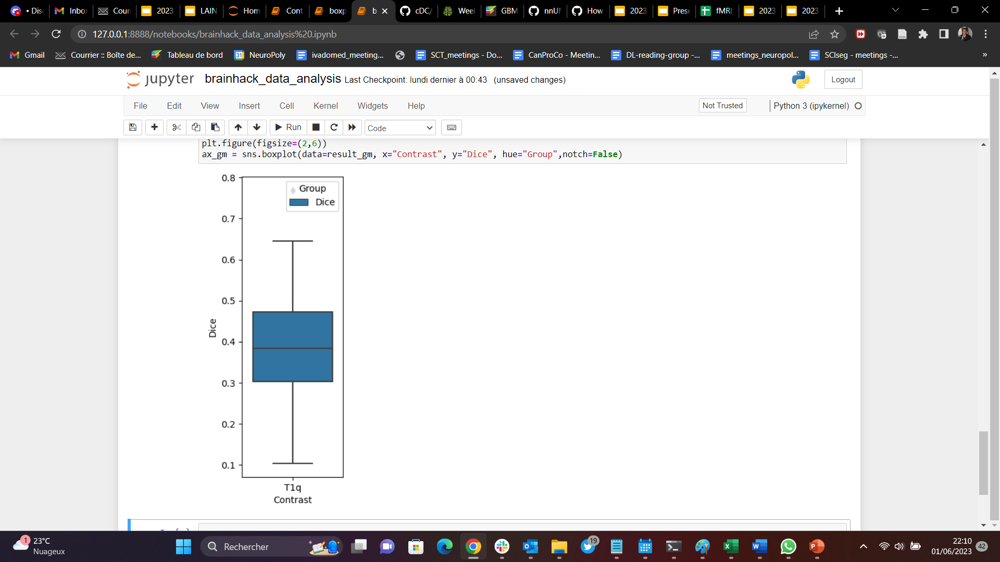 • Dis
Inbox
Cour
2023
LAIN
Hom
Cont
boxp
b
cDC/
Week
GBM
nnUN
How
2023
Prese
fMRI
2023
2023
127.0.0.1:8888/notebooks/brainhack_data_analysis%20.ipynb
Gmail
Courrier :: Boîte de...
Tableau de bord
31 NeuroPoly
ivadomed_meeting...
SCT_meetings - Do...
CanProCo - Meetin...
DL-reading-group -...
meetings_neuropol...
SCIseg - meetings -...
»
jupyter brainhack_data_analysis Last Checkpoint: lundi dernier à 00:43 (unsaved changes)
Logout
File Edit View Insert Cell Kernel Widgets Help
Not Trusted
Python 3 (ipykernel)
Run
Code
plt.figure(figsize=(2,6))
ax_gm = sns.boxplot(data=result_gm, x="Contrast", y="Dice", hue="Group",notch=False)
0.8
Group
Dice
0.7
0.6
0.5
Dice
0.4
0.3
0.2
0.1
T1q
Contrast
1
23°C
Nuageux
Rechercher
19
22:10
01/06/2023
42